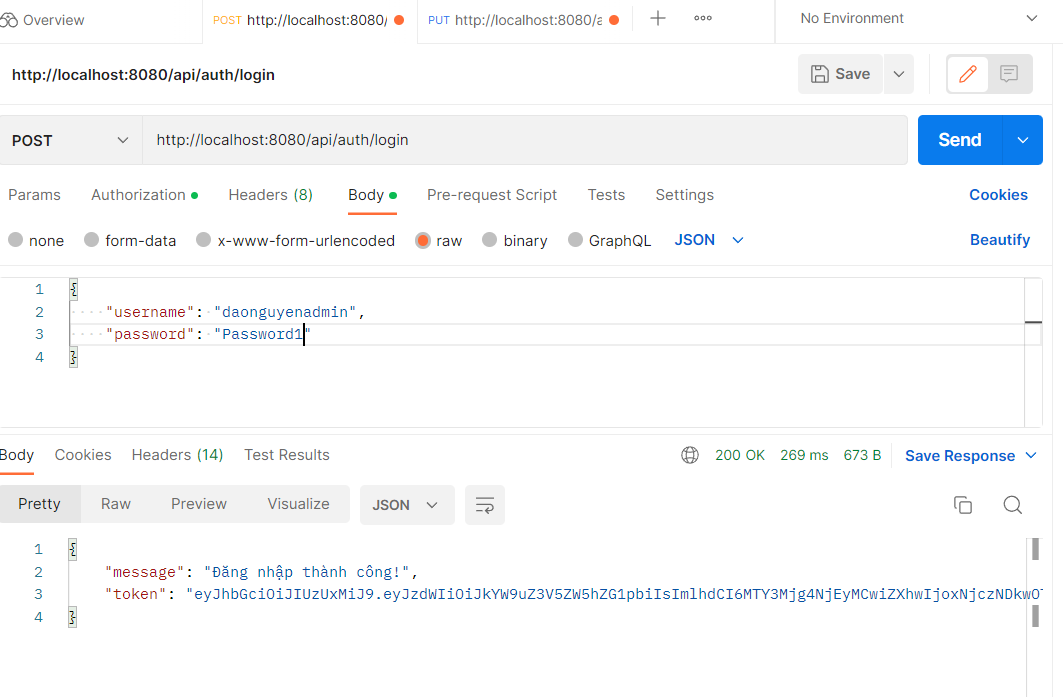 Overview
POST http://localhost:8080/
PUT http://localhost:8080/a
No Environment
http://localhost:8080/api/auth/login
Save
POST
http://localhost:8080/api/auth/login
Send
Params Authorization Headers (8) Body Pre-request Script Tests Settings Cookies
none form-data x-www-form-urlencoded raw binary GraphQL JSON Beautify
1 {
2 "username": "daonguyenadmin",
3 "password": "Password1"
4 }
Body Cookies Headers (14) Test Results 200 OK 269 ms 673 B Save Response
Pretty Raw Preview Visualize JSON
1 {
2 "message": "Đăng nhập thành công!",
3 "token": "eyJhbGciOiJIUzUxMiJ9.eyJzdWIiOiJkYW9uZ3V5ZW5hZG1pbiIsImlhdCI6MTY3Mjg4NjEyMCwiZXhwIjoxNjczNDkwOT
4 }